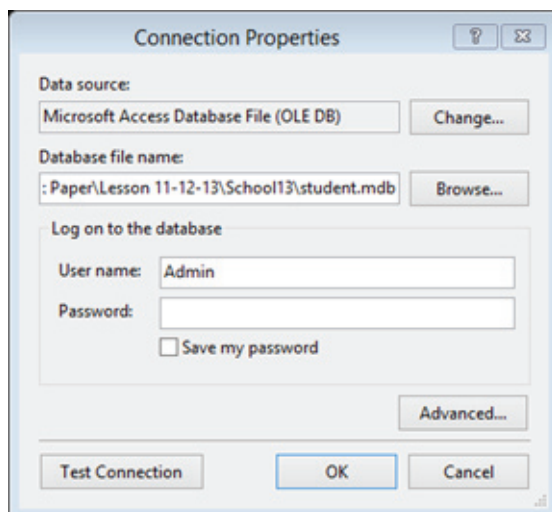 Connection Properties
Data source:
Microsoft Access Database File (OLE DB)
Change...
Database file name:
: Paper\Lesson 11-12-13\School13\student.mdb
Browse...
Log on to the database
User name:
Admin
Password:
Save my password
Advanced...
Test Connection
OK
Cancel